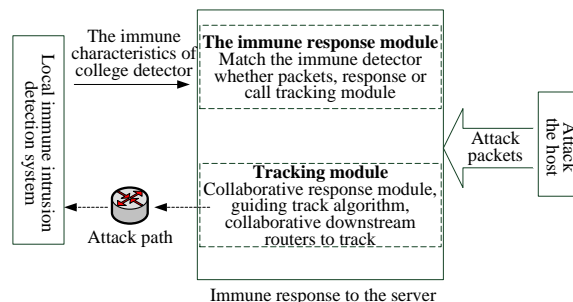 The immune
characteristics of
college detector
Local immune intrusion
detection system
The immune response module
Match the immune detector
whether packets, response or
call tracking module
Attack
packets
Attack
the host
Tracking module
Collaborative response module,
guiding track algorithm,
collaborative downstream
routers to track
Attack path
Immune response to the server